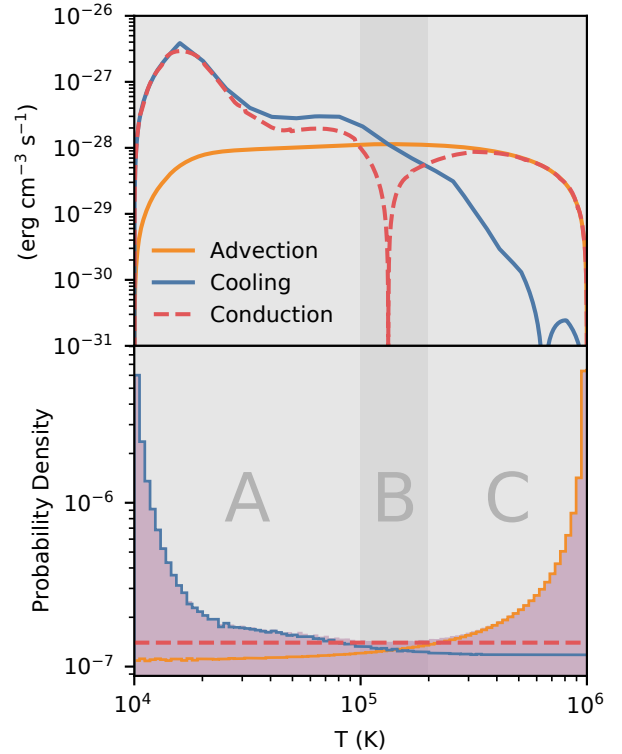 10⁻²⁶
10⁻²⁷
10⁻²⁸
10⁻²⁹
10⁻³⁰
10⁻³¹
(erg cm⁻³ s⁻¹)
Advection
Cooling
Conduction
10⁻⁶
10⁻⁷
Probability Density
A B C
10⁴ 10⁵ 10⁶
T (K)